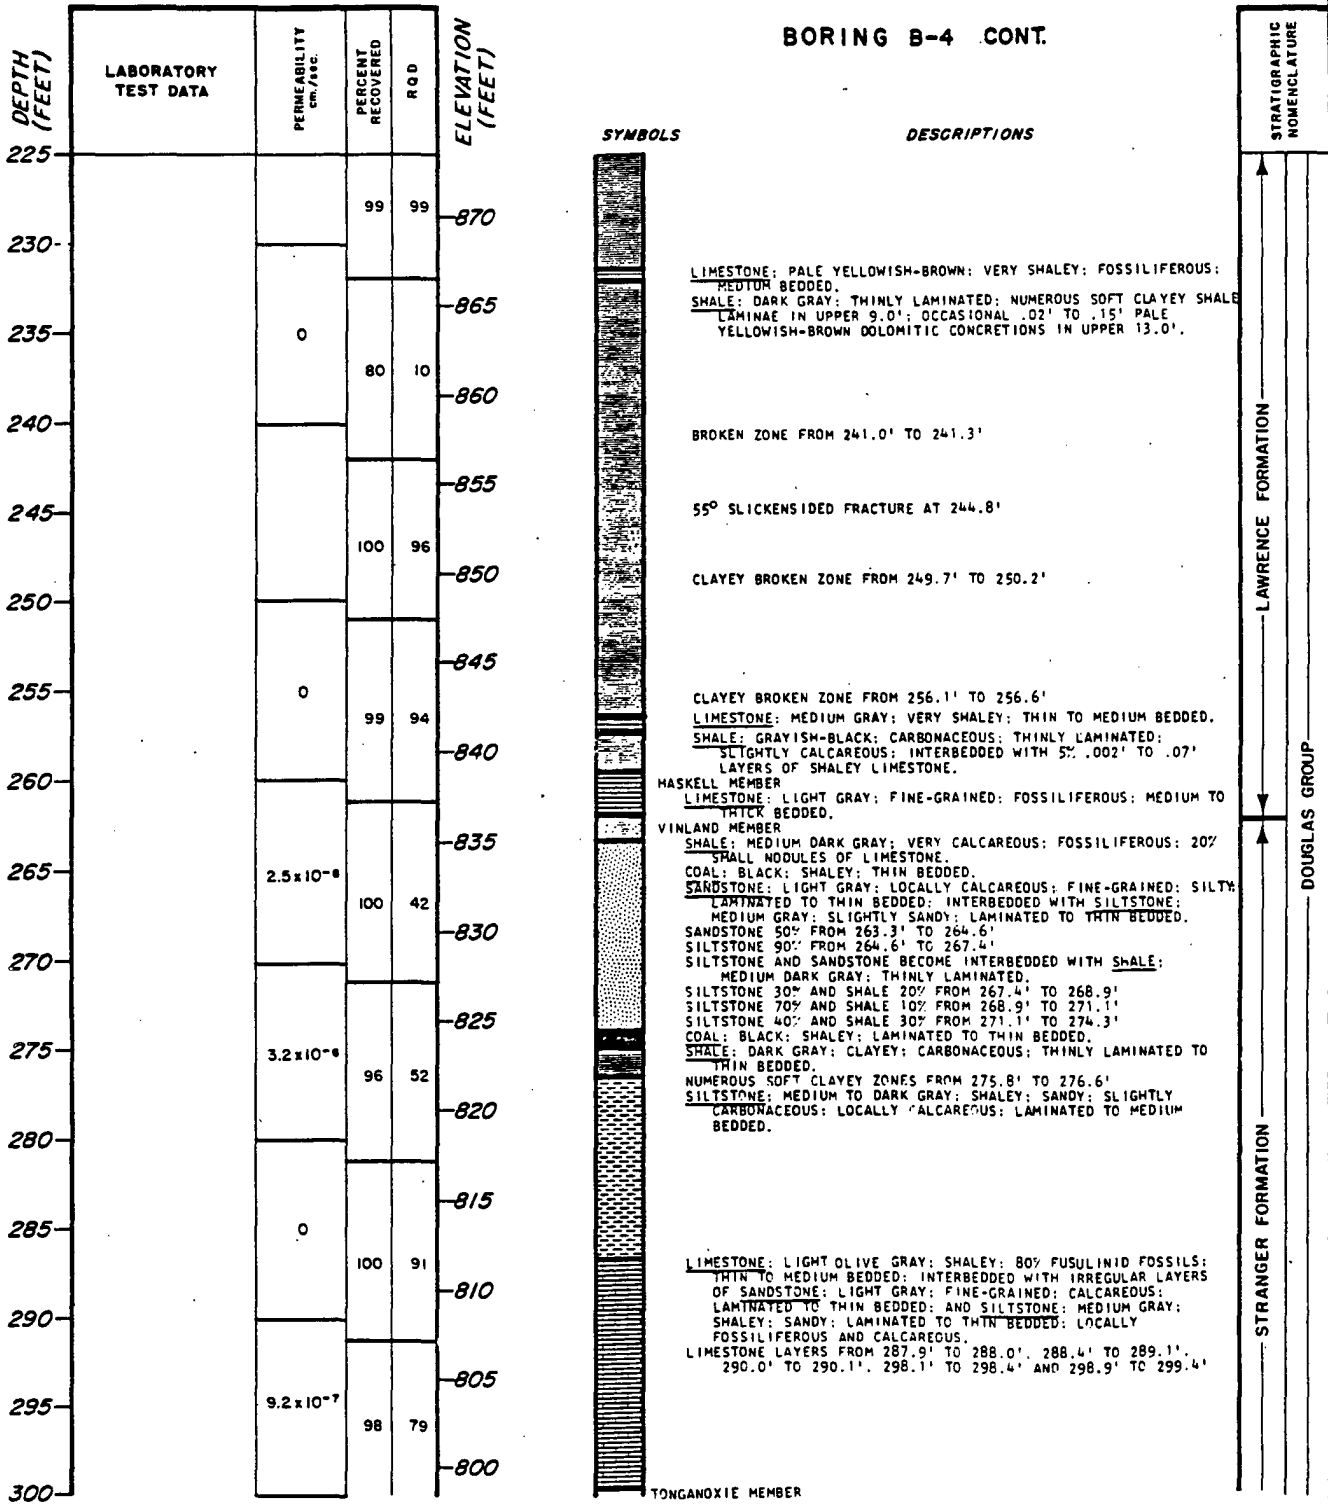 BORING B-4 CONT.
DEPTH (FEET)
LABORATORY TEST DATA
PERMEABILITY cm./sec.
PERCENT RECOVERED
RQD
ELEVATION (FEET)
SYMBOLS
DESCRIPTIONS
STRATIGRAPHIC NOMENCLATURE
225
99 99
870
230
LIMESTONE: PALE YELLOWISH-BROWN: VERY SHALEY: FOSSILIFEROUS:
MEDIUM BEDDED.
865
SHALE: DARK GRAY: THINLY LAMINATED: NUMEROUS SOFT CLAYEY SHALE
LAMINAE IN UPPER 9.0': OCCASIONAL .02' TO .15' PALE
YELLOWISH-BROWN DOLOMITIC CONCRETIONS IN UPPER 13.0'.
235
0
80 10
860
240
BROKEN ZONE FROM 241.0' TO 241.3'
855
245
55° SLICKENSIDED FRACTURE AT 244.8'
100 96
850
CLAYEY BROKEN ZONE FROM 249.7' TO 250.2'
250
LAWRENCE FORMATION
845
255
0
CLAYEY BROKEN ZONE FROM 256.1' TO 256.6'
99 94
LIMESTONE: MEDIUM GRAY: VERY SHALEY: THIN TO MEDIUM BEDDED.
SHALE: GRAYISH-BLACK: CARBONACEOUS: THINLY LAMINATED:
840
SLIGHTLY CALCAREOUS: INTERBEDDED WITH 5% .002' TO .07'
LAYERS OF SHALEY LIMESTONE.
260
HASKELL MEMBER
LIMESTONE: LIGHT GRAY: FINE-GRAINED: FOSSILIFEROUS: MEDIUM TO
THICK BEDDED.
VINLAND MEMBER
835
SHALE: MEDIUM DARK GRAY: VERY CALCAREOUS: FOSSILIFEROUS: 20%
SMALL NODULES OF LIMESTONE.
265
COAL: BLACK: SHALEY: THIN BEDDED.
2.5x10⁻⁶
SANDSTONE: LIGHT GRAY: LOCALLY CALCAREOUS: FINE-GRAINED: SILTY:
LAMINATED TO THIN BEDDED: INTERBEDDED WITH SILTSTONE:
100 42
MEDIUM GRAY: SLIGHTLY SANDY: LAMINATED TO THIN BEDDED.
DOUGLAS GROUP
830
SANDSTONE 50% FROM 263.3' TO 264.6'
SILTSTONE 90% FROM 264.6' TO 267.4'
270
SILTSTONE AND SANDSTONE BECOME INTERBEDDED WITH SHALE:
MEDIUM DARK GRAY: THINLY LAMINATED.
SILTSTONE 30% AND SHALE 20% FROM 267.4' TO 268.9'
SILTSTONE 70% AND SHALE 10% FROM 268.9' TO 271.1'
825
SILTSTONE 40% AND SHALE 30% FROM 271.1' TO 274.3'
COAL: BLACK: SHALEY: LAMINATED TO THIN BEDDED.
275
3.2x10⁻⁶
SHALE: DARK GRAY: CLAYEY: CARBONACEOUS: THINLY LAMINATED TO
THIN BEDDED.
96 52
NUMEROUS SOFT CLAYEY ZONES FROM 275.8' TO 276.6'
SILTSTONE: MEDIUM TO DARK GRAY: SHALEY: SANDY: SLIGHTLY
820
CARBONACEOUS: LOCALLY CALCAREOUS: LAMINATED TO MEDIUM
BEDDED.
280
815
285
0
STRANGER FORMATION
100 91
LIMESTONE: LIGHT OLIVE GRAY: SHALEY: 80% FUSULINID FOSSILS:
THIN TO MEDIUM BEDDED: INTERBEDDED WITH IRREGULAR LAYERS
810
OF SANDSTONE: LIGHT GRAY: FINE-GRAINED: CALCAREOUS:
LAMINATED TO THIN BEDDED: AND SILTSTONE: MEDIUM GRAY:
290
SHALEY: SANDY: LAMINATED TO THIN BEDDED: LOCALLY
FOSSILIFEROUS AND CALCAREOUS.
LIMESTONE LAYERS FROM 287.9' TO 288.0', 288.4' TO 289.1',
290.0' TO 290.1', 298.1' TO 298.4' AND 298.9' TO 299.4'
805
295
9.2x10⁻⁷
98 79
800
300
TONGANOXIE MEMBER